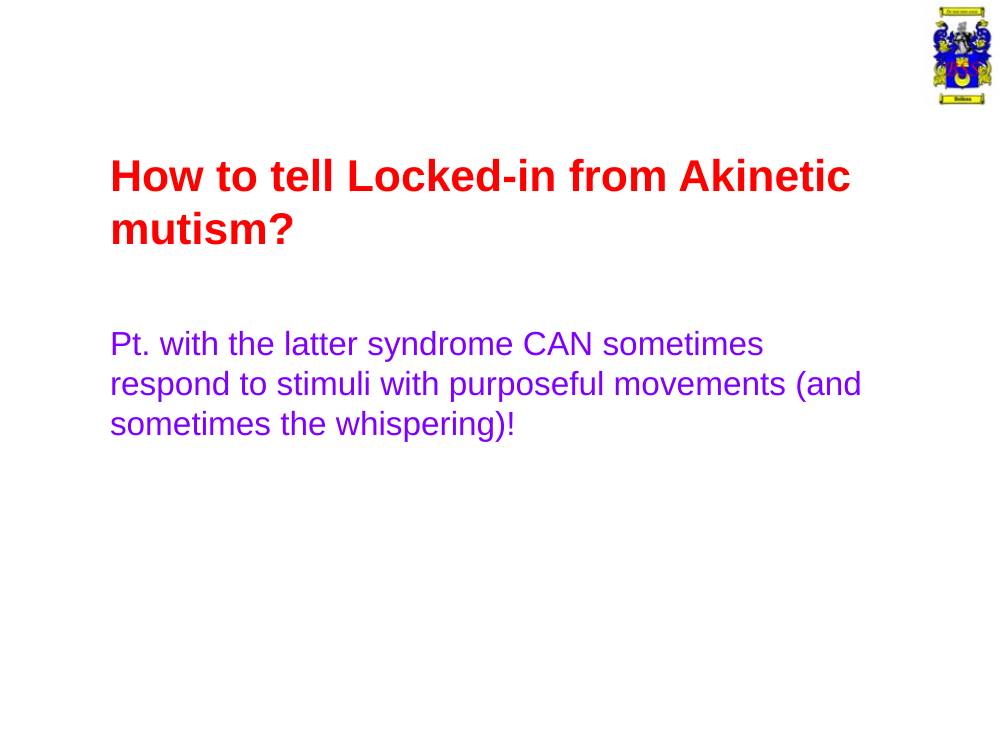 How to tell Locked-in from Akinetic
mutism?
Pt. with the latter syndrome CAN sometimes
respond to stimuli with purposeful movements (and
sometimes the whispering)!